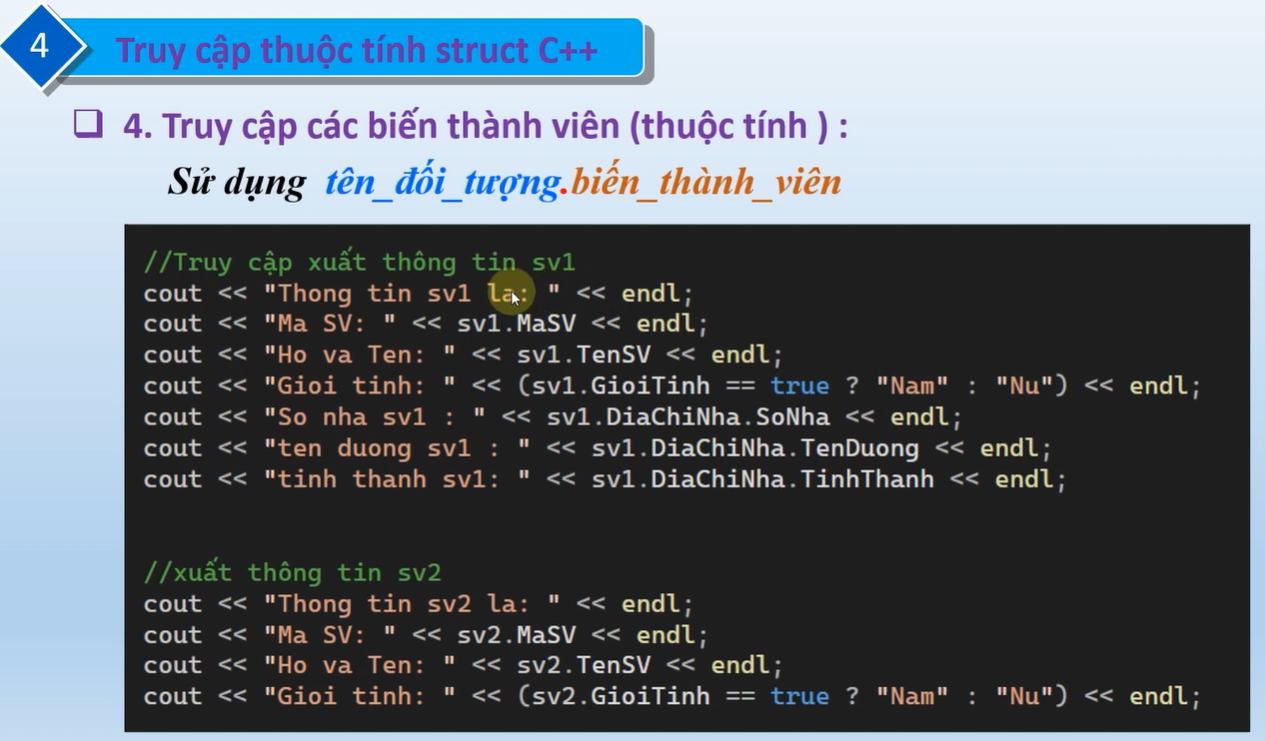 4
Truy cập thuộc tính struct C++
4. Truy cập các biến thành viên (thuộc tính ) :
Sử dụng tên_đối_tượng.biến_thành_viên
//Truy cập xuất thông tin sv1
cout << "Thong tin sv1 la: " << endl;
cout << "Ma SV: " << sv1.MaSV << endl;
cout << "Ho va Ten: " << sv1.TenSV << endl;
cout << "Gioi tinh: " << (sv1.GioiTinh == true ? "Nam" : "Nu") << endl;
cout << "So nha sv1 : " << sv1.DiaChiNha.SoNha << endl;
cout << "ten duong sv1 : " << sv1.DiaChiNha.TenDuong << endl;
cout << "tinh thanh sv1: " << sv1.DiaChiNha.TinhThanh << endl;
//xuất thông tin sv2
cout << "Thong tin sv2 la: " << endl;
cout << "Ma SV: " << sv2.MaSV << endl;
cout << "Ho va Ten: " << sv2.TenSV << endl;
cout << "Gioi tinh: " << (sv2.GioiTinh == true ? "Nam" : "Nu") << endl;